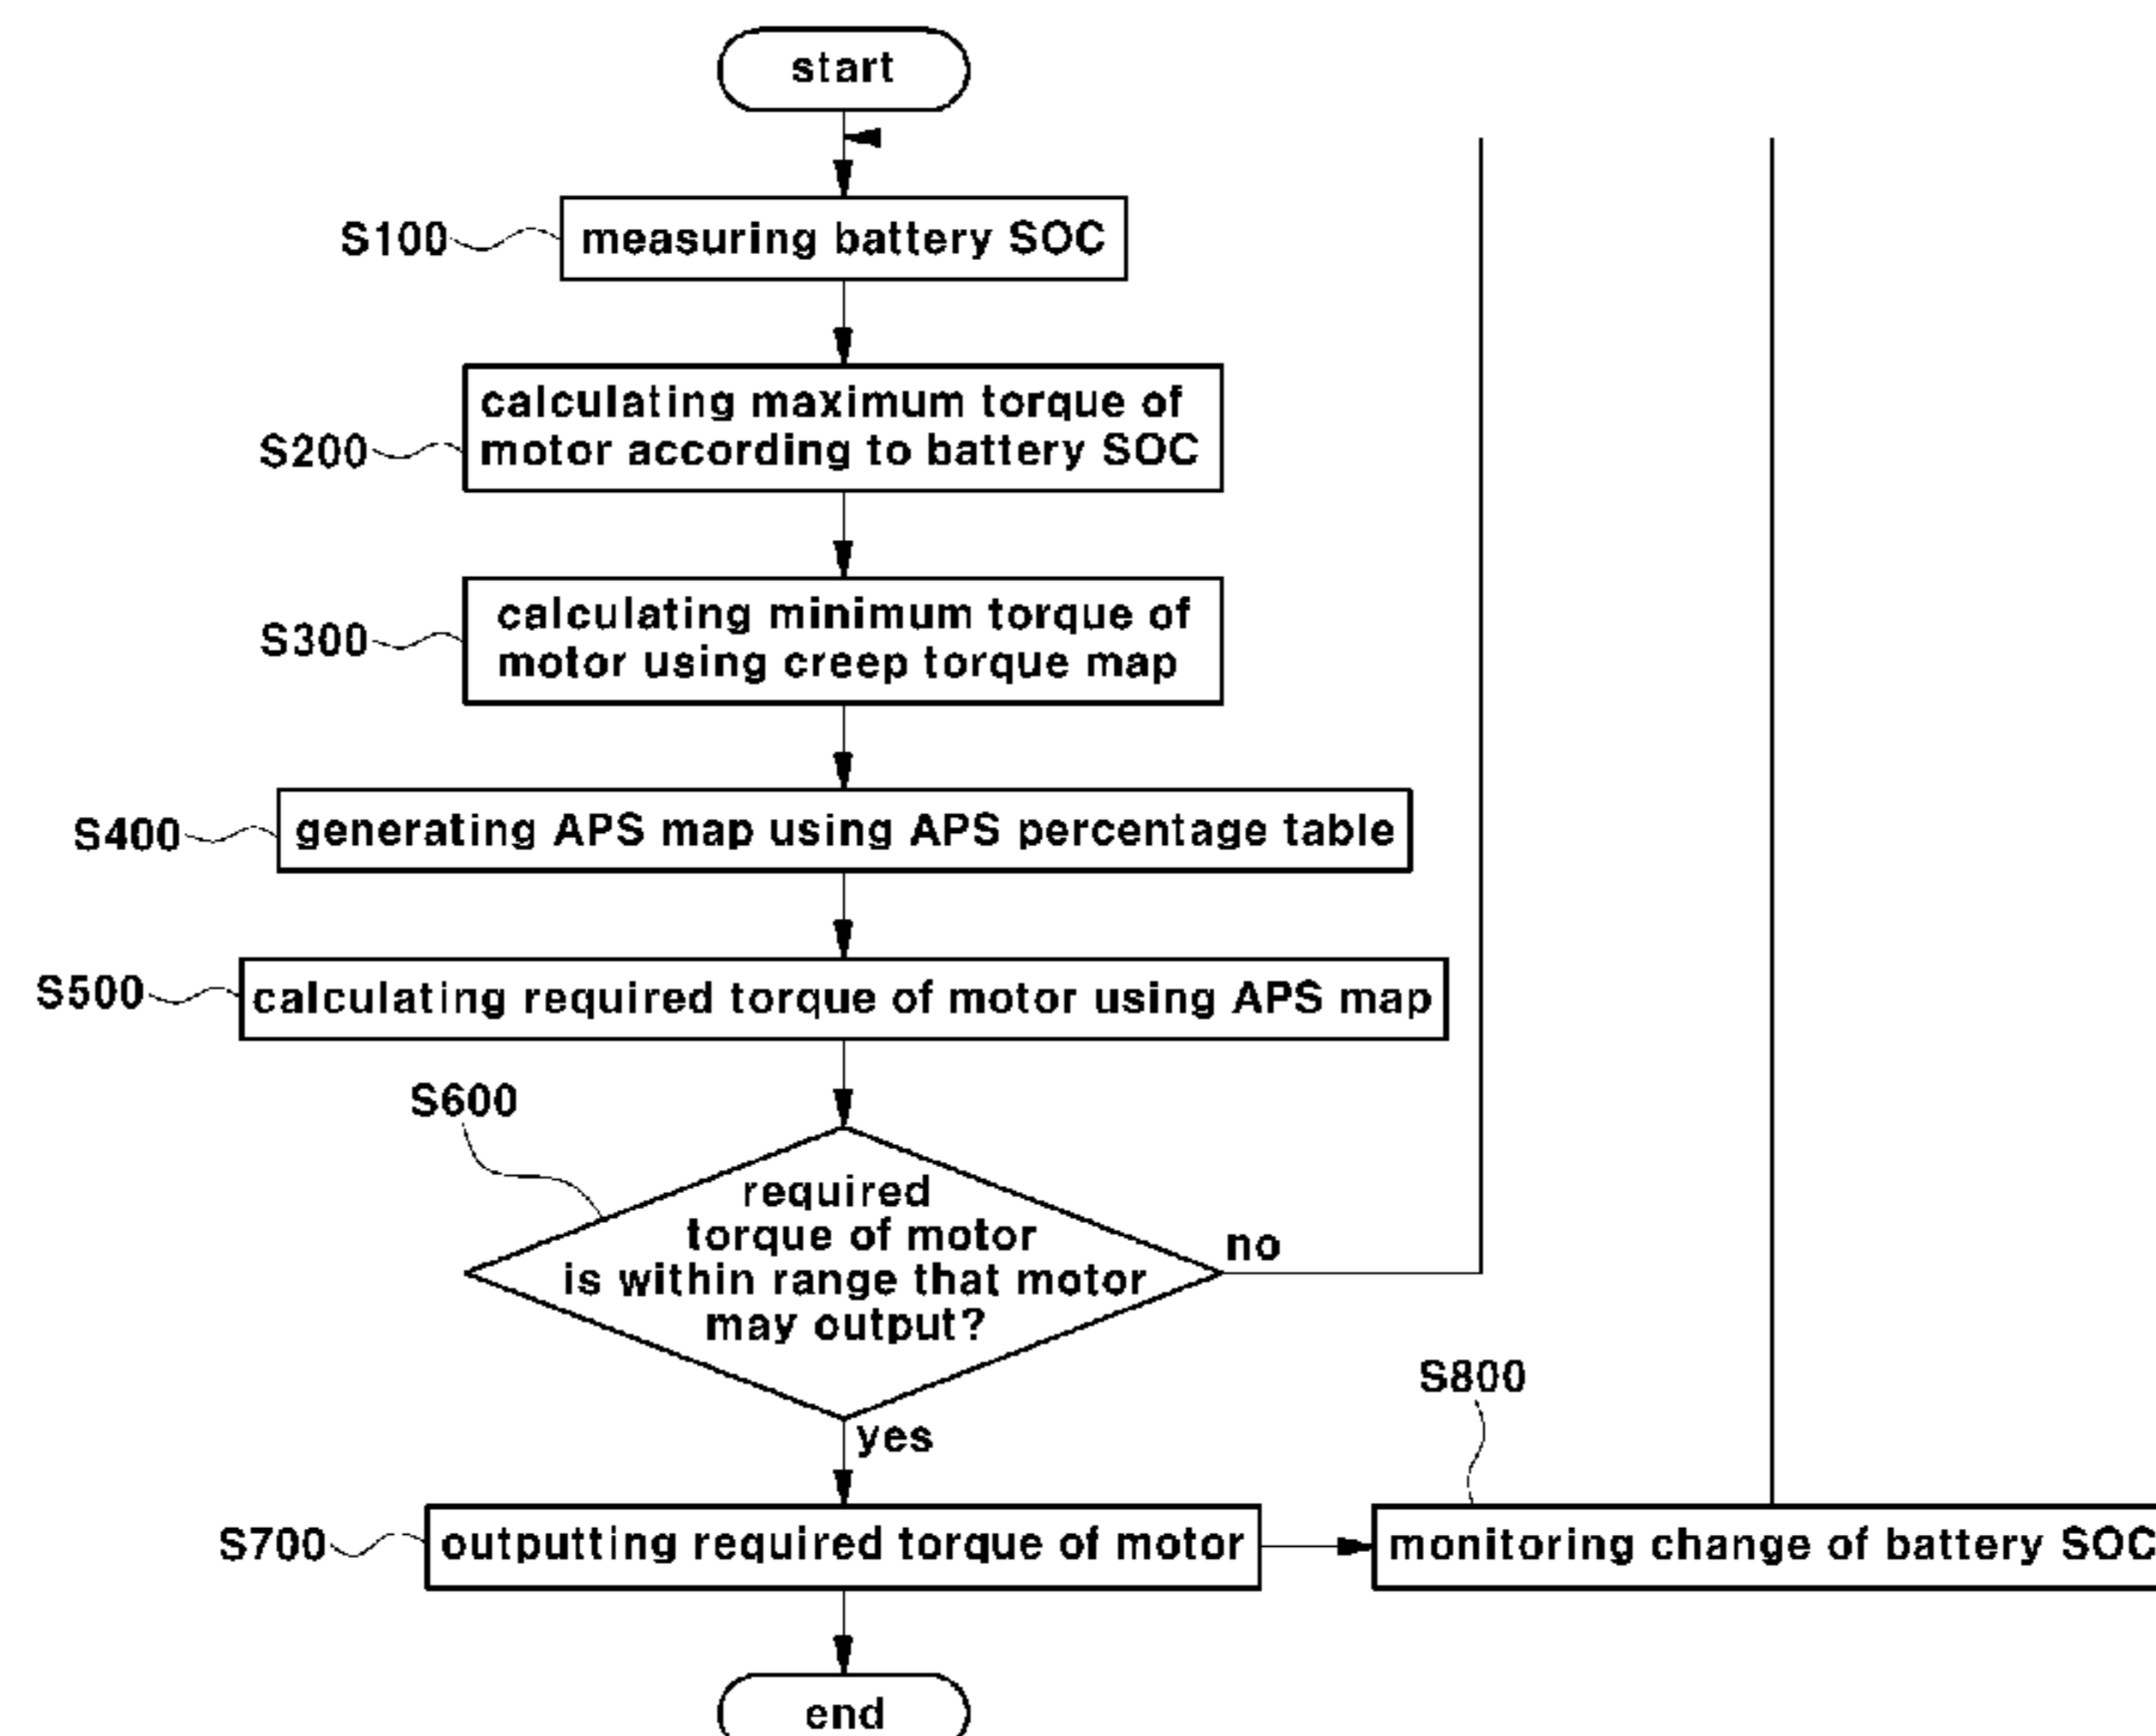 start
S100
measuring battery SOC
S200
calculating maximum torque of
motor according to battery SOC
S300
calculating minimum torque of
motor using creep torque map
S400
generating APS map using APS percentage table
S500
calculating required torque of motor using APS map
S600
required
torque of motor
is within range that motor
may output?
no
yes
S700
outputting required torque of motor
S800
monitoring change of battery SOC
end